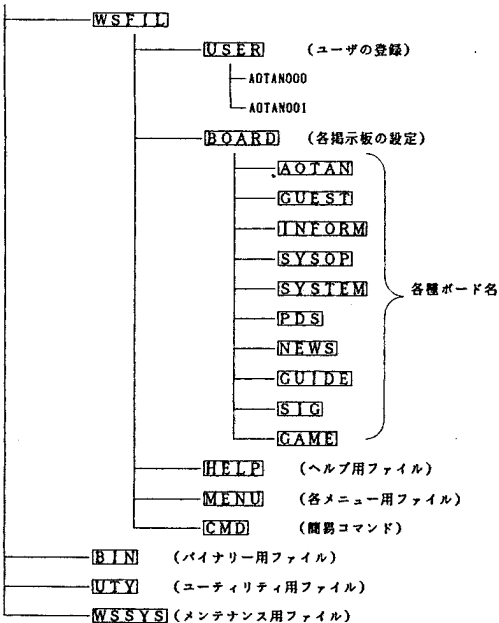 WSFIL
USER (ユーザの登録)
AOTAN000
AOTAN001
BOARD (各掲示板の設定)
AOTAN
GUEST
INFORM
SYSOP
SYSTEM
各種ボード名
PDS
NEWS
GUIDE
SIG
GAME
HELP (ヘルプ用ファイル)
MENU (各メニュー用ファイル)
CMD (簡易コマンド)
BIN (バイナリー用ファイル)
UTY (ユーティリティ用ファイル)
WSSYS (メンテナンス用ファイル)